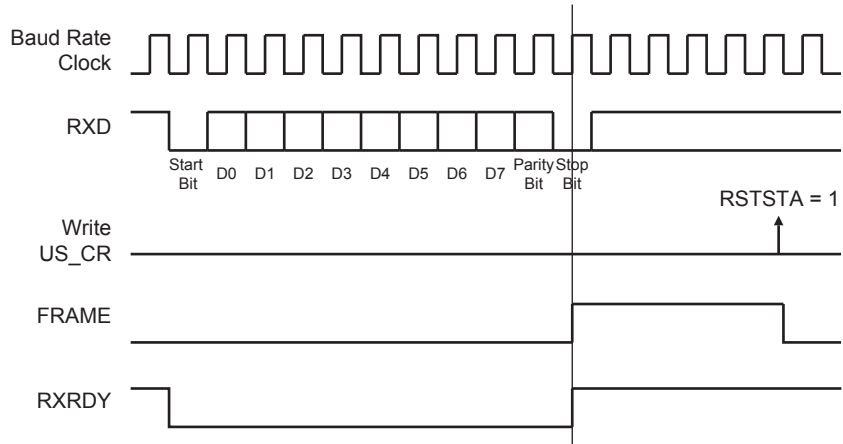 Baud Rate
Clock
RXD
Start
Bit
D0 D1 D2 D3 D4 D5 D6 D7
Parity
Bit
Stop
Bit
RSTSTA = 1
Write
US_CR
FRAME
RXRDY